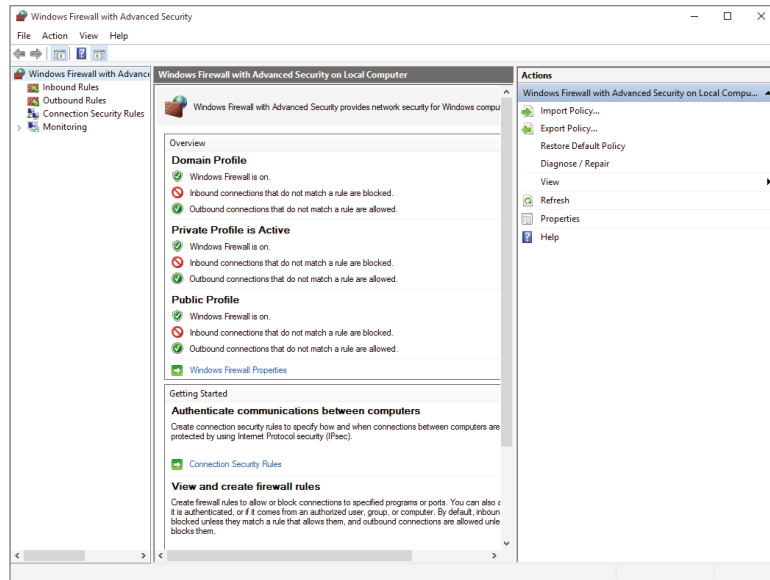 Windows Firewall with Advanced Security
File Action View Help
Windows Firewall with Advance
Inbound Rules
Outbound Rules
Connection Security Rules
Monitoring
Windows Firewall with Advanced Security on Local Computer
Windows Firewall with Advanced Security provides network security for Windows compu
Overview
Domain Profile
Windows Firewall is on.
Inbound connections that do not match a rule are blocked.
Outbound connections that do not match a rule are allowed.
Private Profile is Active
Windows Firewall is on.
Inbound connections that do not match a rule are blocked.
Outbound connections that do not match a rule are allowed.
Public Profile
Windows Firewall is on.
Inbound connections that do not match a rule are blocked.
Outbound connections that do not match a rule are allowed.
Windows Firewall Properties
Getting Started
Authenticate communications between computers
Create connection security rules to specify how and when connections between computers are
protected by using Internet Protocol security (IPsec).
Connection Security Rules
View and create firewall rules
Create firewall rules to allow or block connections to specified programs or ports. You can also a
it is authenticated, or if it comes from an authorized user, group, or computer. By default, inboun
blocked unless they match a rule that allows them, and outbound connections are allowed unle
blocks them.
Actions
Windows Firewall with Advanced Security on Local Compu...
Import Policy...
Export Policy...
Restore Default Policy
Diagnose / Repair
View
Refresh
Properties
Help